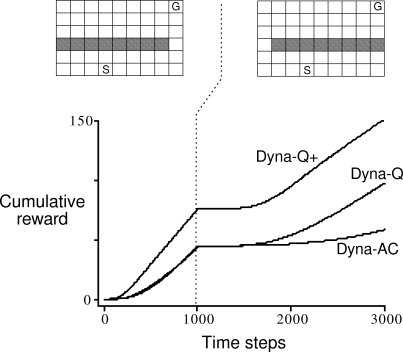 G
S
G
S
150
Dyna-Q+
Dyna-Q
Cumulative
reward
Dyna-AC
0
0 1000 2000 3000
Time steps